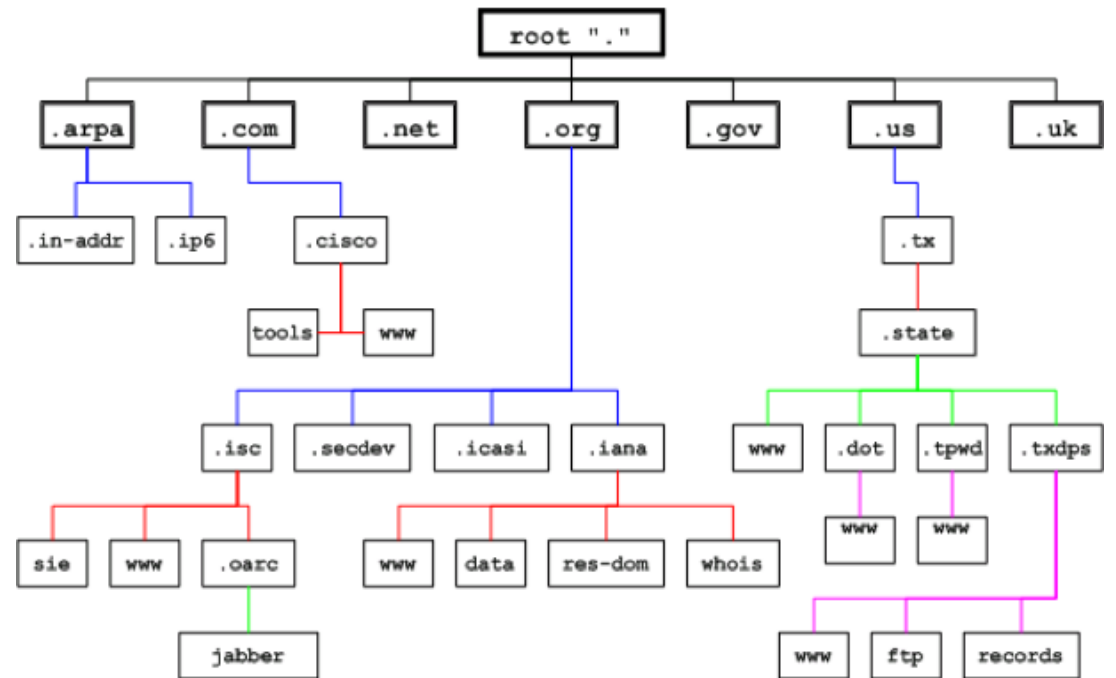 root "."
.arpa
.com
.net
.org
.gov
.us
.uk
.in-addr
.ip6
.cisco
.tx
tools
www
.state
.isc
.secdev
.icasi
.iana
www
.dot
.tpwd
.txdps
www
www
sie
www
.oarc
www
data
res-dom
whois
jabber
www
ftp
records